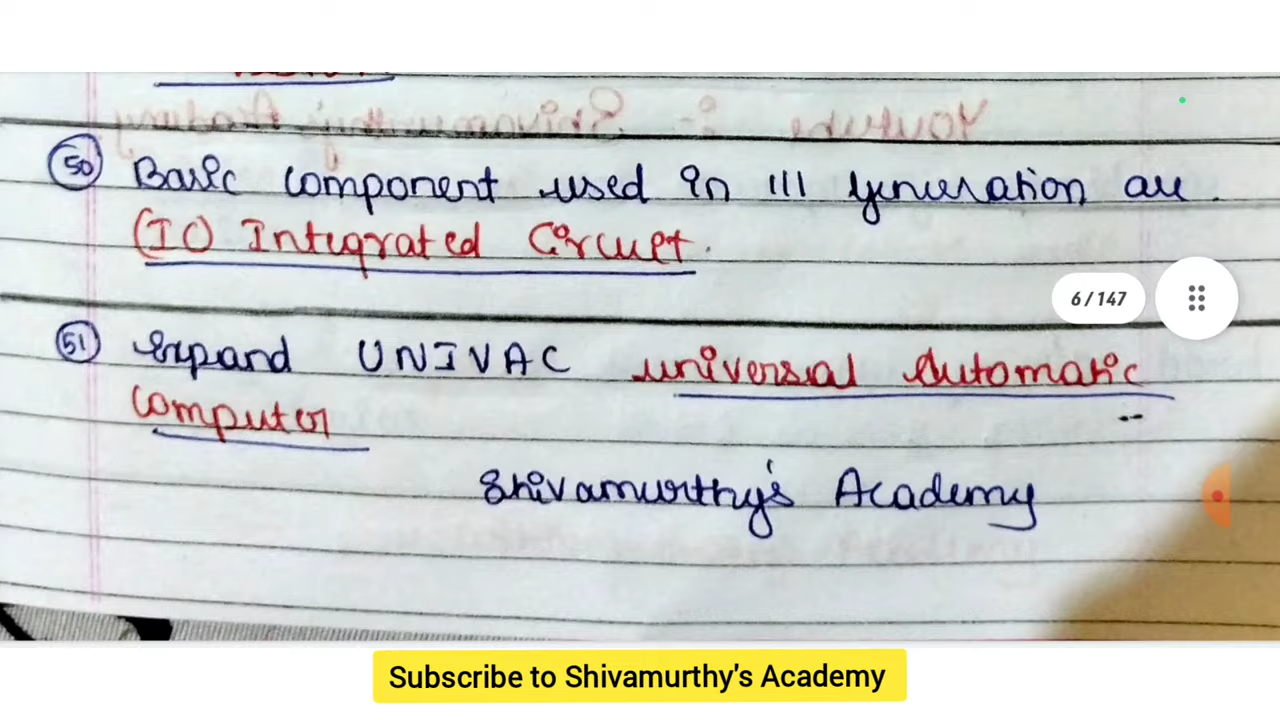 50 Basic component used in III generation are.
(IC) Integrated Circuit.
6/147
51 Expand UNIVAC universal Automatic
computer
Shivamurthy's Academy
Subscribe to Shivamurthy's Academy